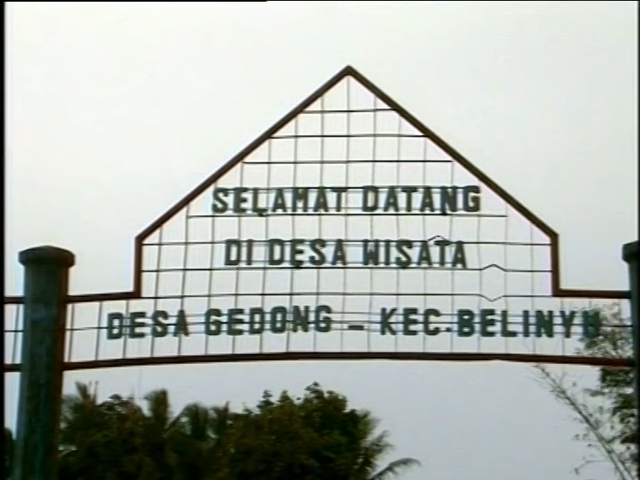 SELAMAT DATANG
DI DESA WISATA
DESA GEDONG - KEC. BELINYU